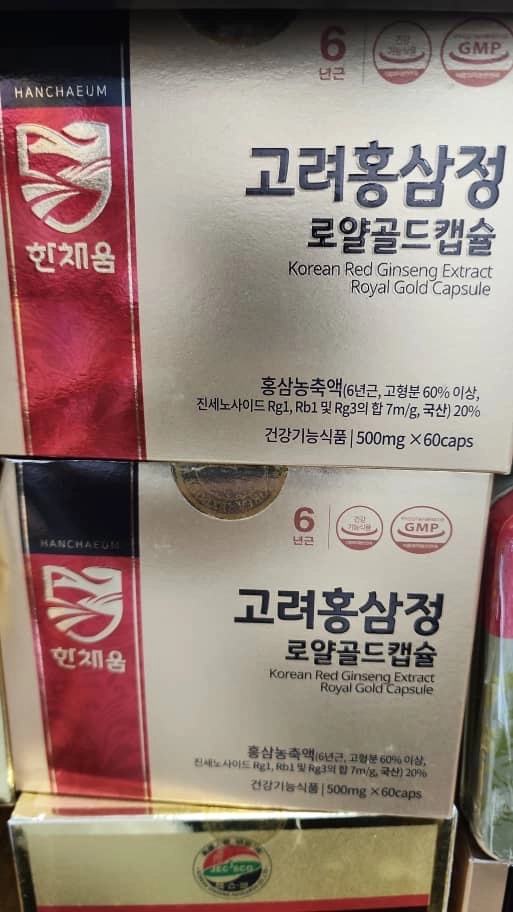 HANCHAEUM
한채움
6
년근
건강
기능식품
GMP
고려홍삼정
로얄골드캡슐
Korean Red Ginseng Extract
Royal Gold Capsule
홍삼농축액(6년근, 고형분 60% 이상,
진세노사이드 Rg1, Rb1 및 Rg3의 합 7m/g, 국산) 20%
건강기능식품 | 500mg ×60caps
HANCHAEUM
한채움
6
년근
건강
기능식품
GMP
고려홍삼정
로얄골드캡슐
Korean Red Ginseng Extract
Royal Gold Capsule
홍삼농축액(6년근, 고형분 60% 이상,
진세노사이드 Rg1, Rb1 및 Rg3의 합 7m/g, 국산) 20%
건강기능식품 | 500mg ×60caps